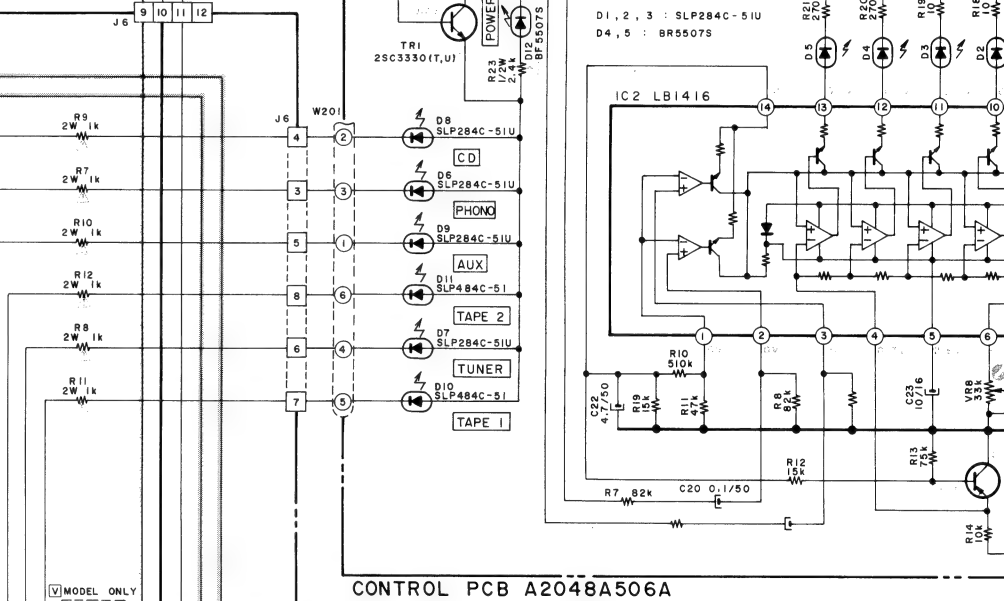 9 10 11 12
J6
TR1
2SC3330(T,U)
POWER
D12
BF5507S
R23
1/2W
2.4k
D1, 2, 3 : SLP284C-51U
D4, 5 : BR5507S
R21
270
R20
270
R19
10
R18
10
D5
D4
D3
D2
IC2 LB1416
14
13
12
11
10
R9
2W 1k
J6
4
W201
2
D8
SLP284C-51U
CD
R7
2W 1k
3
3
D6
SLP284C-51U
PHONO
R10
2W 1k
5
1
D9
SLP284C-51U
AUX
R12
2W 1k
8
6
D11
SLP484C-51
TAPE 2
R8
2W 1k
6
4
D7
SLP284C-51U
TUNER
R11
2W 1k
7
5
D10
SLP484C-51
TAPE 1
1
2
3
4
5
6
R10
510k
C22
4.7/50
R19
15k
R11
47k
R8
82k
C23
10/16
VR8
33k
R13
75k
R12
15k
R7 82k
C20 0.1/50
R14
10k
V MODEL ONLY
CONTROL PCB A2048A506A